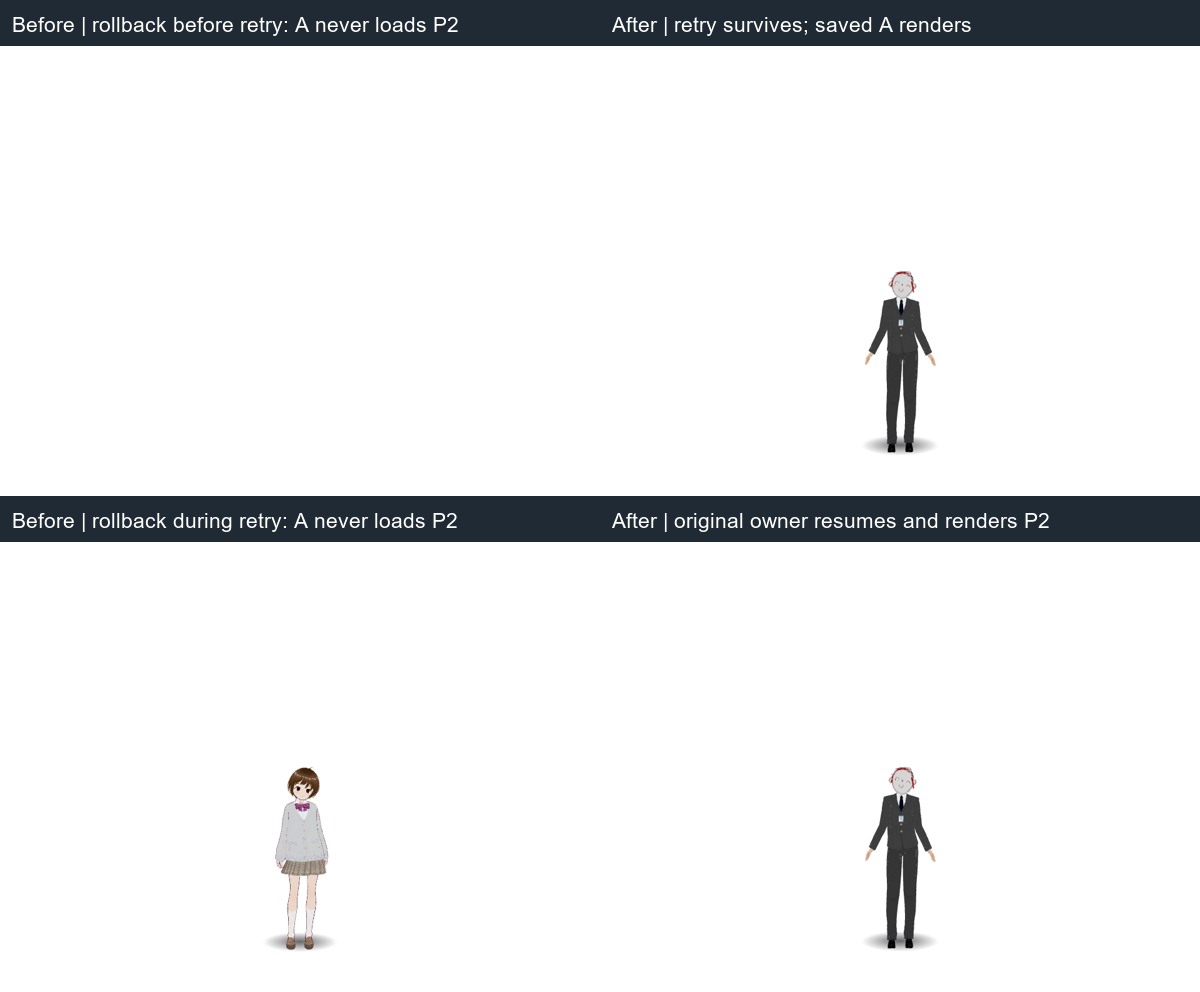 Before | rollback before retry: A never loads P2
After | retry survives; saved A renders
Before | rollback during retry: A never loads P2
After | original owner resumes and renders P2